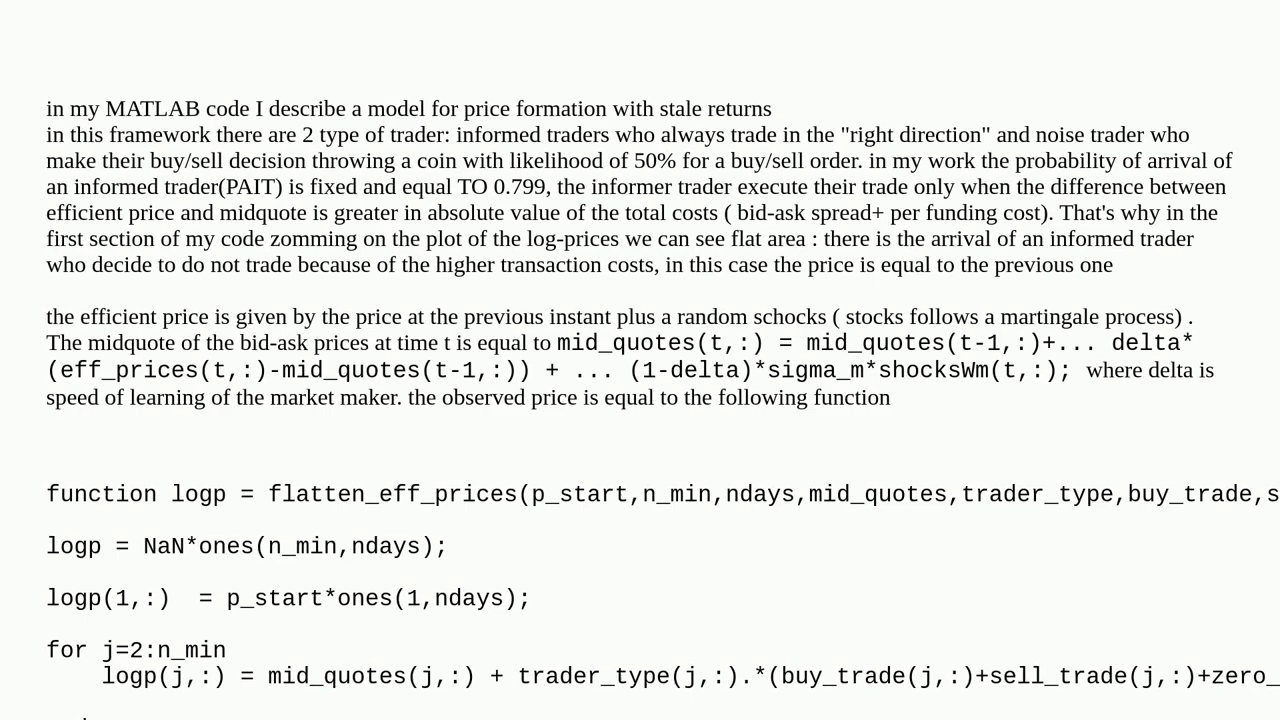 in my MATLAB code I describe a model for price formation with stale returns
in this framework there are 2 type of trader: informed traders who always trade in the "right direction" and noise trader who
make their buy/sell decision throwing a coin with likelihood of 50% for a buy/sell order. in my work the probability of arrival of
an informed trader(PAIT) is fixed and equal TO 0.799, the informer trader execute their trade only when the difference between
efficient price and midquote is greater in absolute value of the total costs ( bid-ask spread+ per funding cost). That's why in the
first section of my code zomming on the plot of the log-prices we can see flat area : there is the arrival of an informed trader
who decide to do not trade because of the higher transaction costs, in this case the price is equal to the previous one
the efficient price is given by the price at the previous instant plus a random schocks ( stocks follows a martingale process) .
The midquote of the bid-ask prices at time t is equal to mid_quotes(t,:) = mid_quotes(t-1,:)+... delta*
(eff_prices(t,:)-mid_quotes(t-1,:)) + ... (1-delta)*sigma_m*shocksWm(t,:); where delta is
speed of learning of the market maker. the observed price is equal to the following function
function logp = flatten_eff_prices(p_start,n_min,ndays,mid_quotes,trader_type,buy_trade,s
logp = NaN*ones(n_min,ndays);
logp(1,:)  = p_start*ones(1,ndays);
for j=2:n_min
logp(j,:) = mid_quotes(j,:) + trader_type(j,:).*(buy_trade(j,:)+sell_trade(j,:)+zero_